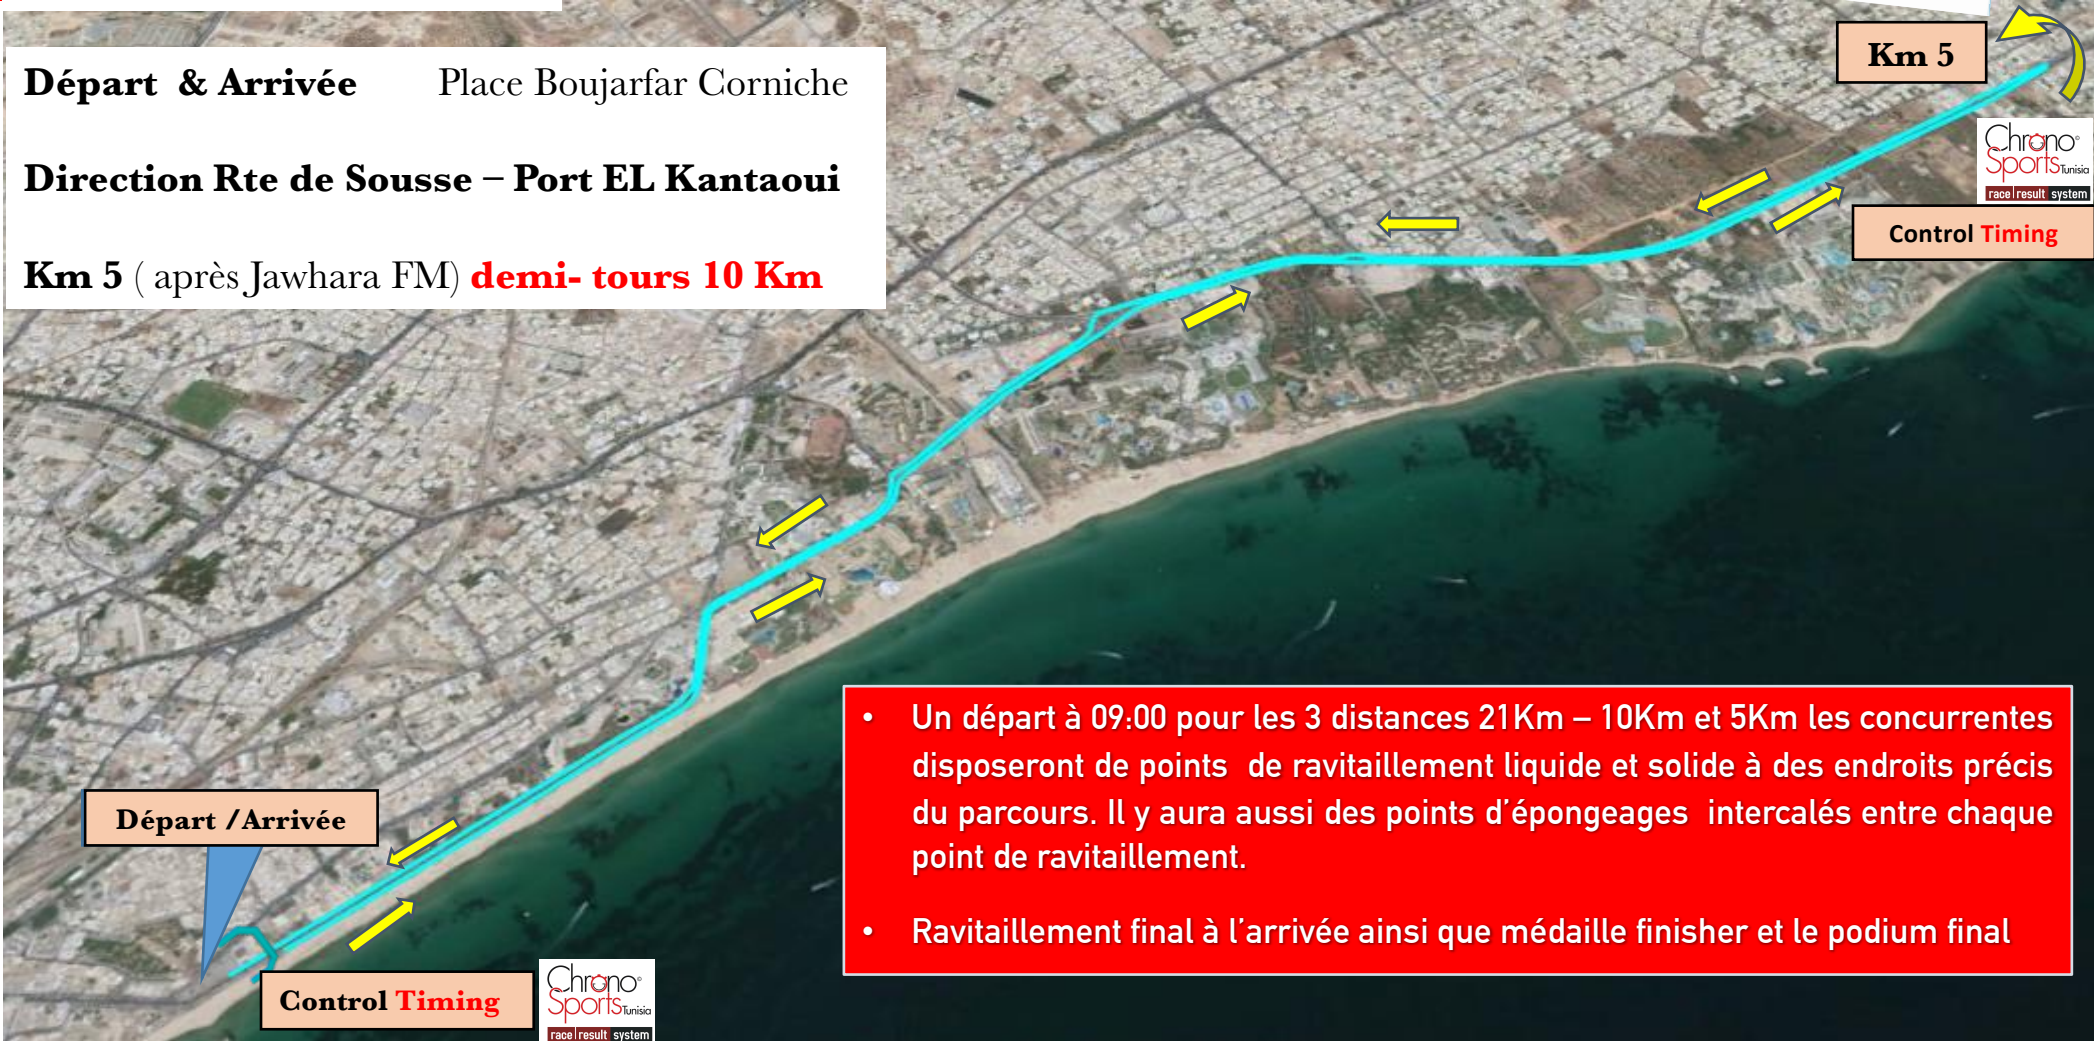 Départ & Arrivée Place Boujarfar Corniche
Direction Rte de Sousse – Port EL Kantaoui
Km 5 ( après Jawhara FM) demi- tours 10 Km
Km 5
Chrono
Sports Tunisia
race result system
Control Timing
• Un départ à 09:00 pour les 3 distances 21Km – 10Km et 5Km les concurrentes
disposeront de points de ravitaillement liquide et solide à des endroits précis
du parcours. Il y aura aussi des points d’épongeages intercalés entre chaque
point de ravitaillement.
• Ravitaillement final à l’arrivée ainsi que médaille finisher et le podium final
Départ /Arrivée
Control Timing
Chrono
Sports Tunisia
race result system